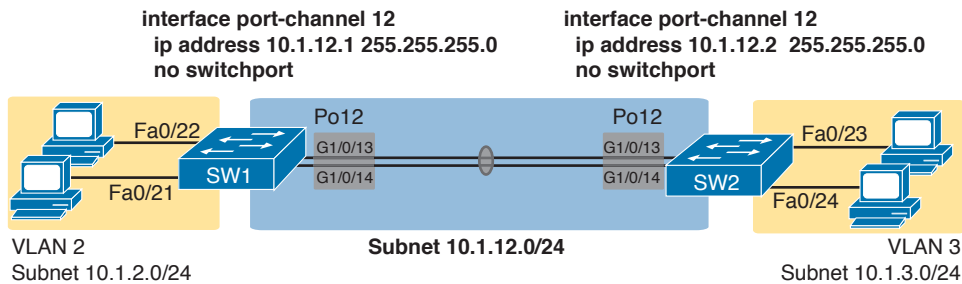 interface port-channel 12
ip address 10.1.12.1 255.255.255.0
no switchport
interface port-channel 12
ip address 10.1.12.2 255.255.255.0
no switchport
Po12
Po12
Fa0/22
G1/0/13
G1/0/13
Fa0/23
SW1
SW2
Fa0/21
G1/0/14
G1/0/14
Fa0/24
VLAN 2
Subnet 10.1.2.0/24
Subnet 10.1.12.0/24
VLAN 3
Subnet 10.1.3.0/24